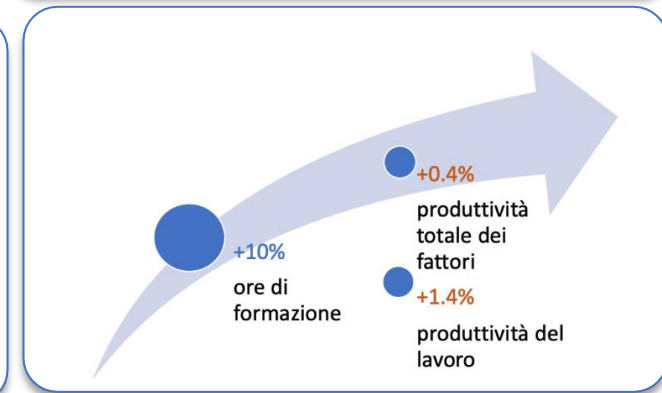 +10%
ore di
formazione
+0.4%
produttività
totale dei
fattori
+1.4%
produttività del
lavoro